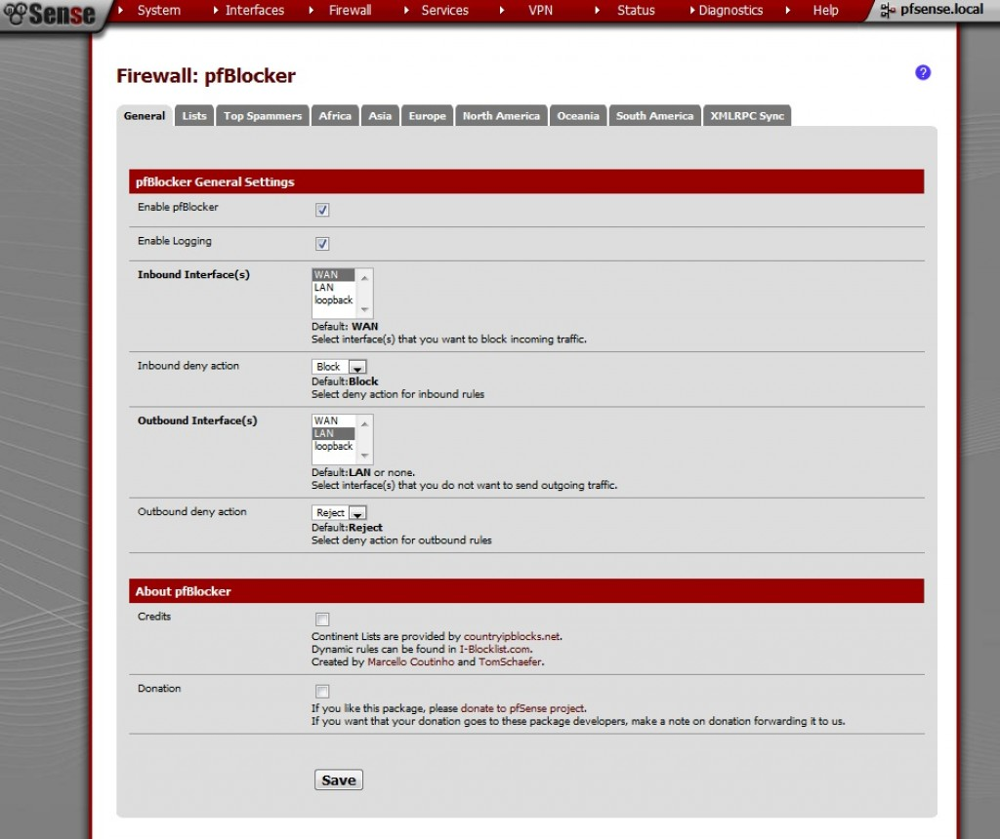 Sense
System
Interfaces
Firewall
Services
VPN
Status
Diagnostics
Help
pfsense.local
Firewall: pfBlocker
?
General
Lists
Top Spammers
Africa
Asia
Europe
North America
Oceania
South America
XMLRPC Sync
pfBlocker General Settings
Enable pfBlocker
Enable Logging
Inbound Interface(s)
WAN
LAN
loopback
Default: WAN
Select interface(s) that you want to block incoming traffic.
Inbound deny action
Block
Default:Block
Select deny action for inbound rules
Outbound Interface(s)
WAN
LAN
loopback
Default:LAN or none.
Select interface(s) that you do not want to send outgoing traffic.
Outbound deny action
Reject
Default:Reject
Select deny action for outbound rules
About pfBlocker
Credits
Continent Lists are provided by countryipblocks.net.
Dynamic rules can be found in I-Blocklist.com.
Created by Marcello Coutinho and TomSchaefer.
Donation
If you like this package, please donate to pfSense project.
If you want that your donation goes to these package developers, make a note on donation forwarding it to us.
Save